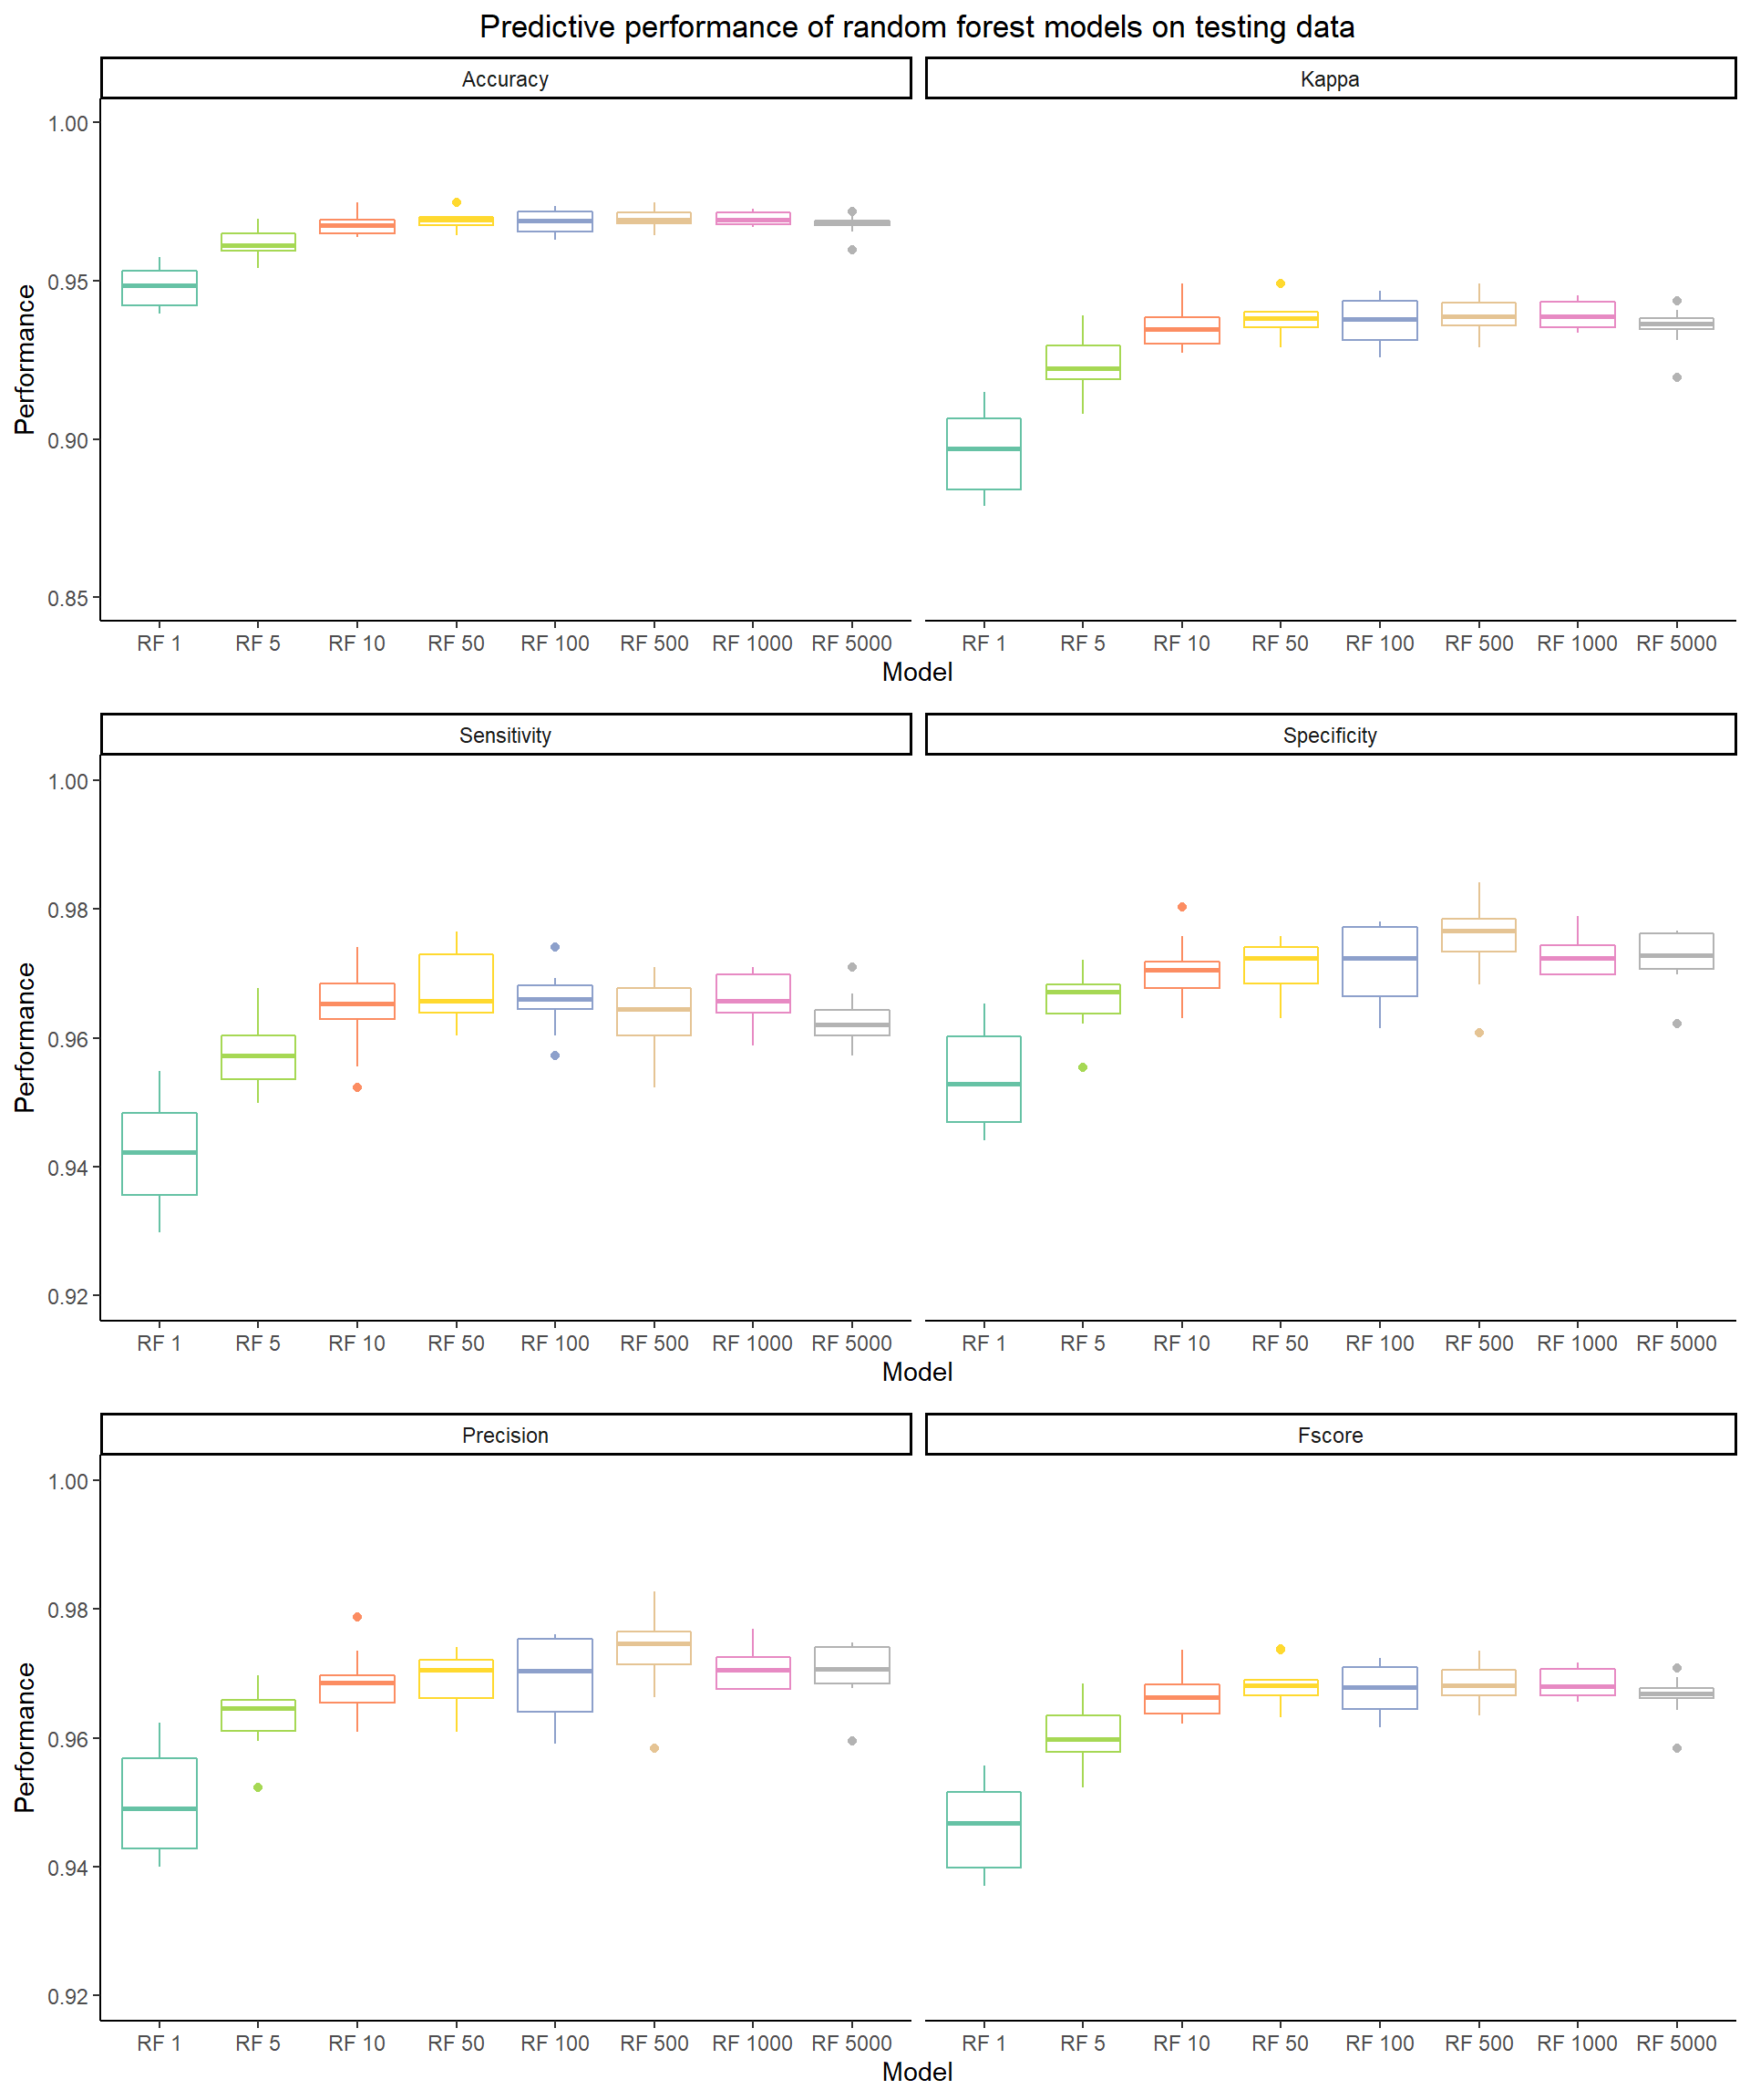 Predictive performance of random forest models on testing data
Accuracy Kappa
1.00
0.95
0.90
0.85
Performance
RF 1 RF 5 RF 10 RF 50 RF 100 RF 500 RF 1000 RF 5000 RF 1 RF 5 RF 10 RF 50 RF 100 RF 500 RF 1000 RF 5000
Model
Sensitivity Specificity
1.00
0.98
0.96
0.94
0.92
Performance
RF 1 RF 5 RF 10 RF 50 RF 100 RF 500 RF 1000 RF 5000 RF 1 RF 5 RF 10 RF 50 RF 100 RF 500 RF 1000 RF 5000
Model
Precision Fscore
1.00
0.98
0.96
0.94
0.92
Performance
RF 1 RF 5 RF 10 RF 50 RF 100 RF 500 RF 1000 RF 5000 RF 1 RF 5 RF 10 RF 50 RF 100 RF 500 RF 1000 RF 5000
Model